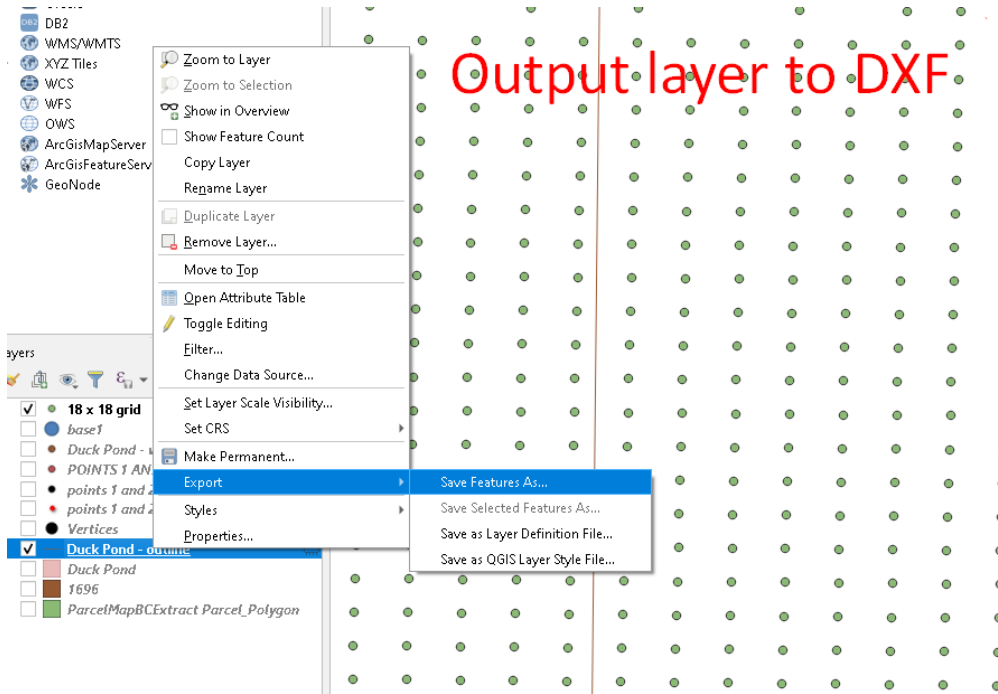 DB2
DB2
WMS/WMTS
XYZ Tiles
WCS
WFS
OWS
ArcGisMapServer
ArcGisFeatureServ
GeoNode
Output layer to DXF
Zoom to Layer
Zoom to Selection
Show in Overview
Show Feature Count
Copy Layer
Rename Layer
Duplicate Layer
Remove Layer...
Move to Top
Open Attribute Table
Toggle Editing
Filter...
Change Data Source...
Set Layer Scale Visibility...
Set CRS
Make Permanent...
Export
Styles
Properties...
Save Features As...
Save Selected Features As...
Save as Layer Definition File...
Save as QGIS Layer Style File...
ayers
18 x 18 grid
base1
Duck Pond -
POINTS 1 AN
points 1 and 2
points 1 and 2
Vertices
Duck Pond - outline
Duck Pond
1696
ParcelMapBCExtract Parcel_Polygon